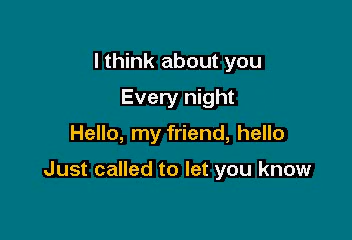 I think about you
Every night
Hello, my friend, hello
Just called to let you know